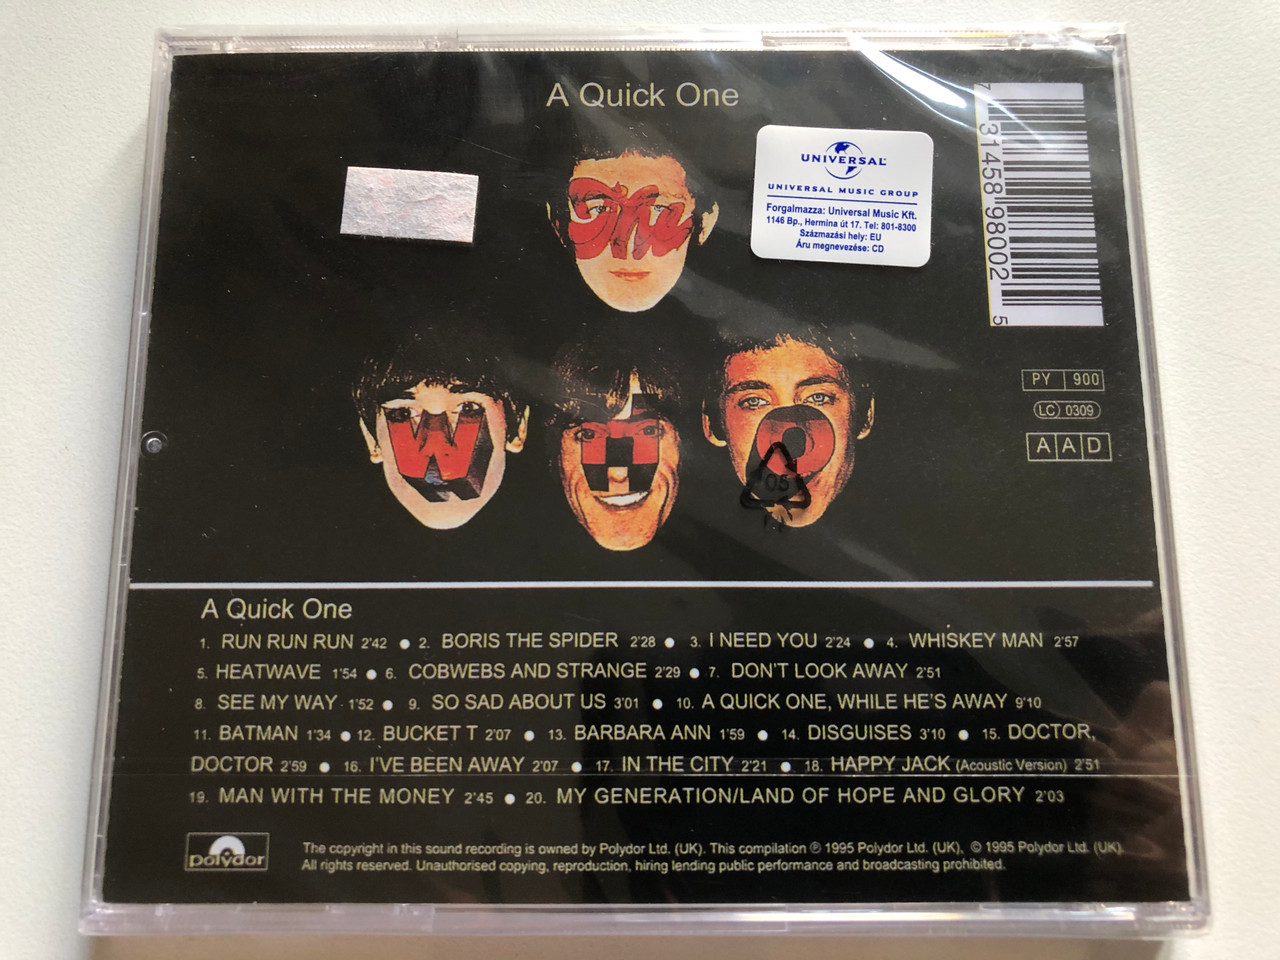 A Quick One
UNIVERSAL
UNIVERSAL MUSIC GROUP
Forgalmazza: Universal Music Kft.
1146 Bp., Hermina út 17. Tel: 801-8300
Származási hely: EU
Áru megnevezése: CD
7 31458 98002 5
The
W H O
05
PY 900
LC 0309
A A D
A Quick One
1. RUN RUN RUN 2'42 ● 2. BORIS THE SPIDER 2'28 ● 3. I NEED YOU 2'24 ● 4. WHISKEY MAN 2'57
5. HEATWAVE 1'54 ● 6. COBWEBS AND STRANGE 2'29 ● 7. DON'T LOOK AWAY 2'51
8. SEE MY WAY 1'52 ● 9. SO SAD ABOUT US 3'01 ● 10. A QUICK ONE, WHILE HE'S AWAY 9'10
11. BATMAN 1'34 ● 12. BUCKET T 2'07 ● 13. BARBARA ANN 1'59 ● 14. DISGUISES 3'10 ● 15. DOCTOR,
DOCTOR 2'59 ● 16. I'VE BEEN AWAY 2'07 ● 17. IN THE CITY 2'21 ● 18. HAPPY JACK (Acoustic Version) 2'51
19. MAN WITH THE MONEY 2'45 ● 20. MY GENERATION/LAND OF HOPE AND GLORY 2'03
polydor
The copyright in this sound recording is owned by Polydor Ltd. (UK). This compilation ℗ 1995 Polydor Ltd. (UK), © 1995 Polydor Ltd. (UK).
All rights reserved. Unauthorised copying, reproduction, hiring lending public performance and broadcasting prohibited.